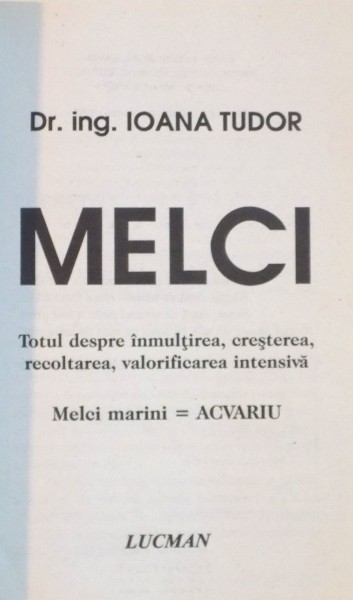 Dr. ing. IOANA TUDOR
MELCI
Totul despre înmulţirea, creşterea,
recoltarea, valorificarea intensivă
Melci marini = ACVARIU
LUCMAN